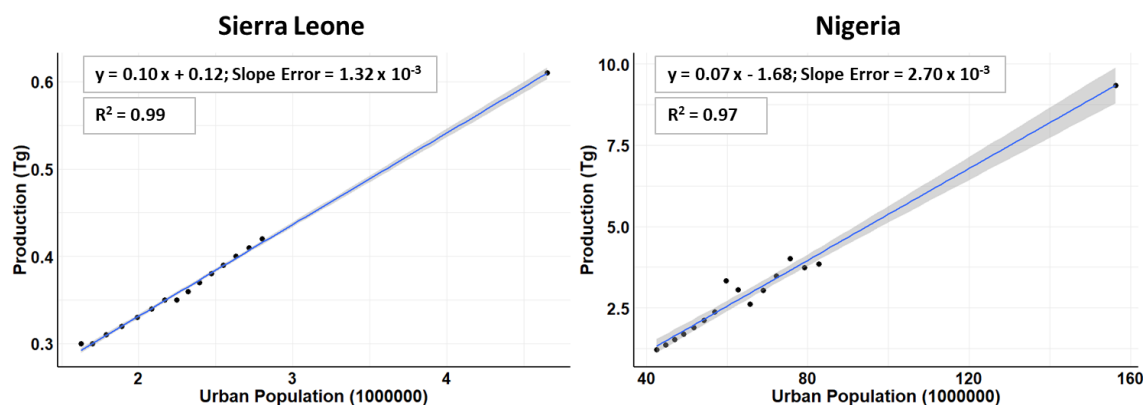 Sierra Leone
y = 0.10 x + 0.12; Slope Error = 1.32 x 10⁻³
R² = 0.99
Production (Tg)
0.6
0.5
0.4
0.3
2 3 4
Urban Population (1000000)
Nigeria
y = 0.07 x - 1.68; Slope Error = 2.70 x 10⁻³
R² = 0.97
Production (Tg)
10.0
7.5
5.0
2.5
40 80 120 160
Urban Population (1000000)